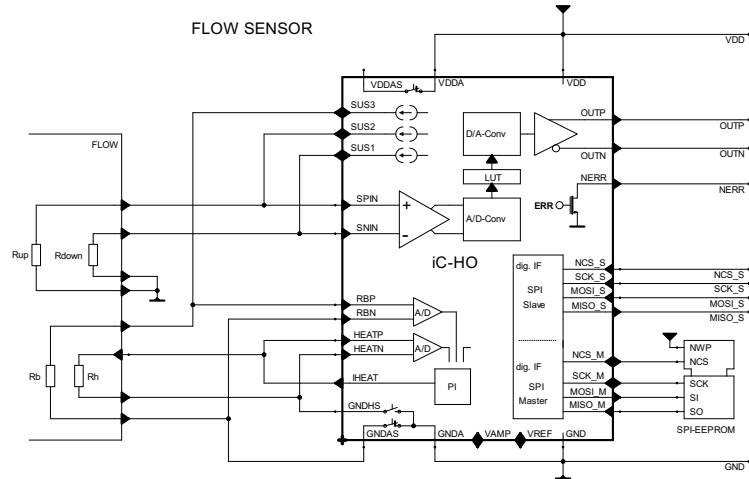 FLOW SENSOR
VDD
VDDAS
VDDA
VDD
SUS3
SUS2
SUS1
FLOW
D/A-Conv
OUTP
OUTP
OUTN
OUTN
LUT
NERR
NERR
SPIN
+
ERR
A/D-Conv
SNIN
-
Rup
Rdown
iC-HO
dig. IF
SPI
Slave
NCS_S
NCS_S
SCK_S
SCK_S
MOSI_S
MOSI_S
MISO_S
MISO_S
RBP
RBN
A/D
HEATP
HEATN
A/D
IHEAT
PI
Rb
Rh
dig. IF
SPI
Master
NCS_M
SCK_M
MOSI_M
MISO_M
NWP
NCS
SCK
SI
SO
SPI-EEPROM
GNDHS
GNDAS
GNDA
VAMP
VREF
GND
GND